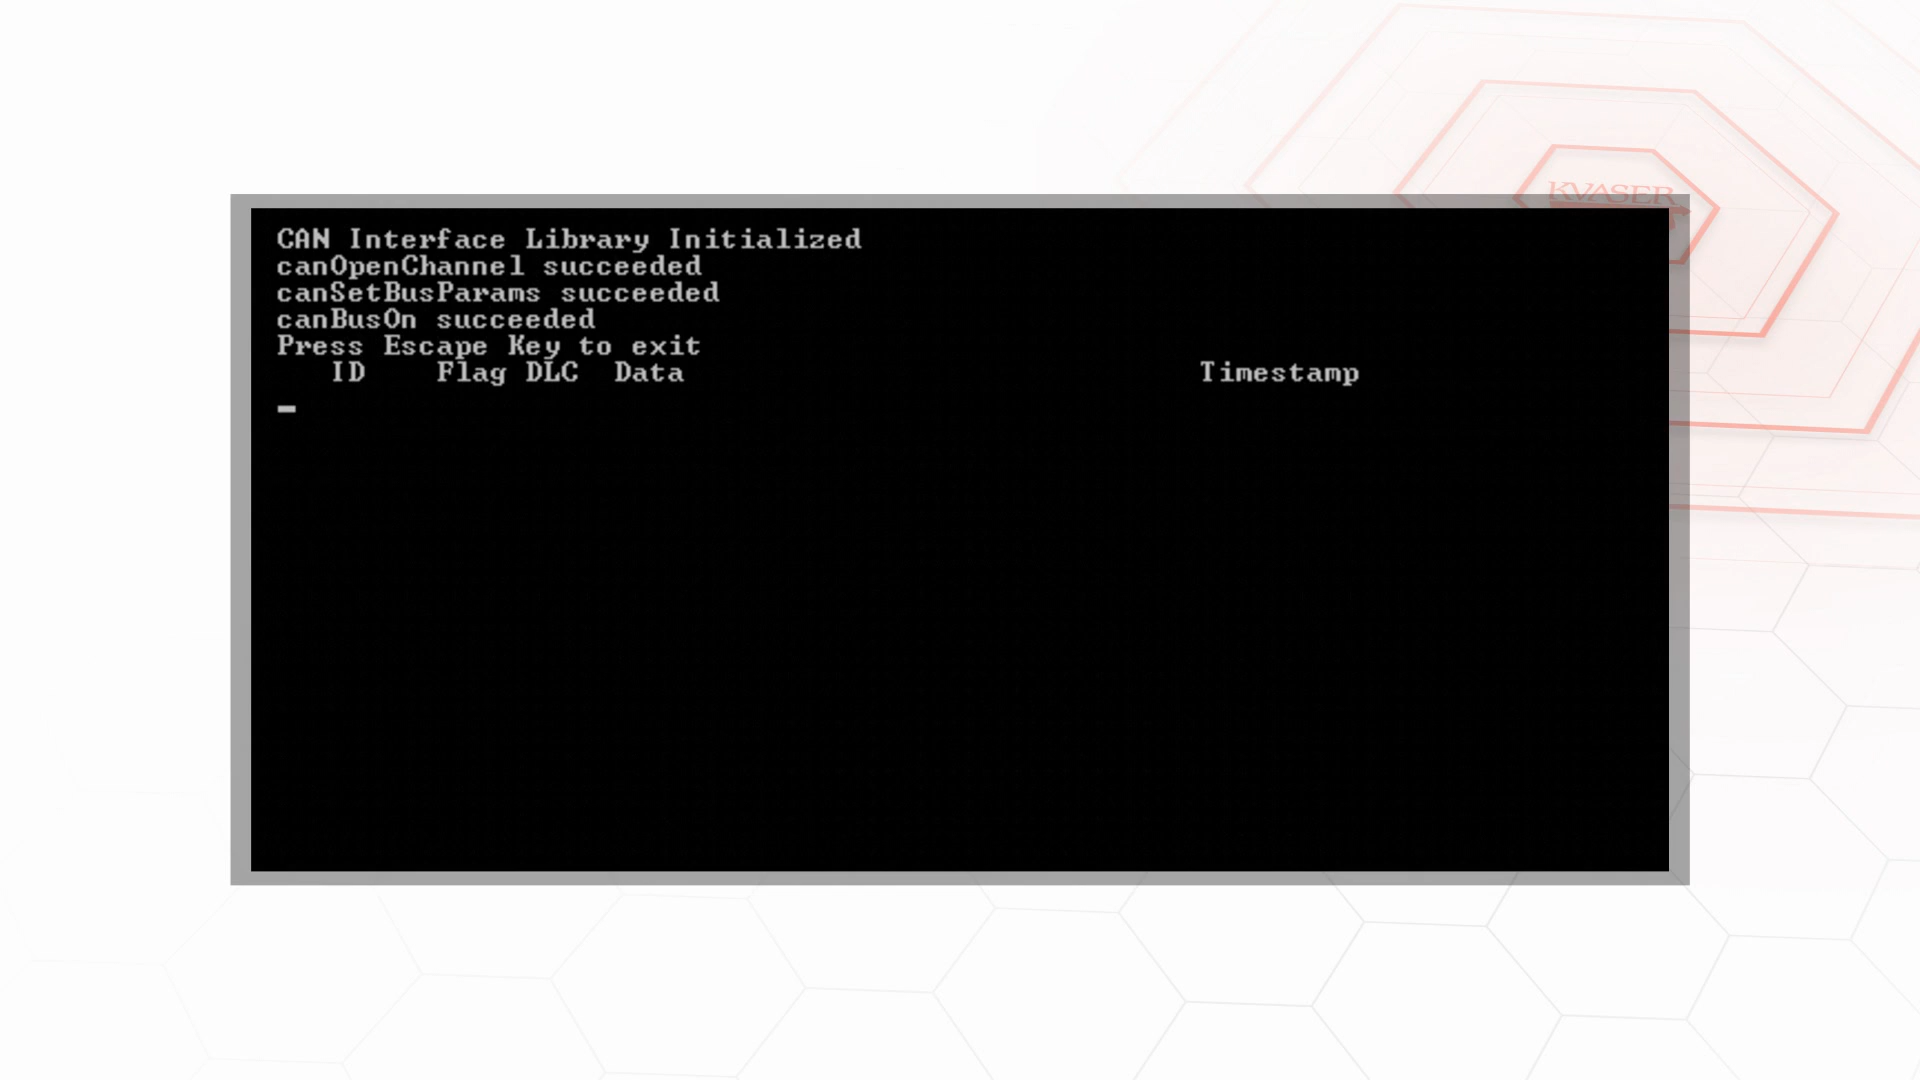 KVASER
CAN Interface Library Initialized
canOpenChannel succeeded
canSetBusParams succeeded
canBusOn succeeded
Press Escape Key to exit
ID Flag DLC Data Timestamp